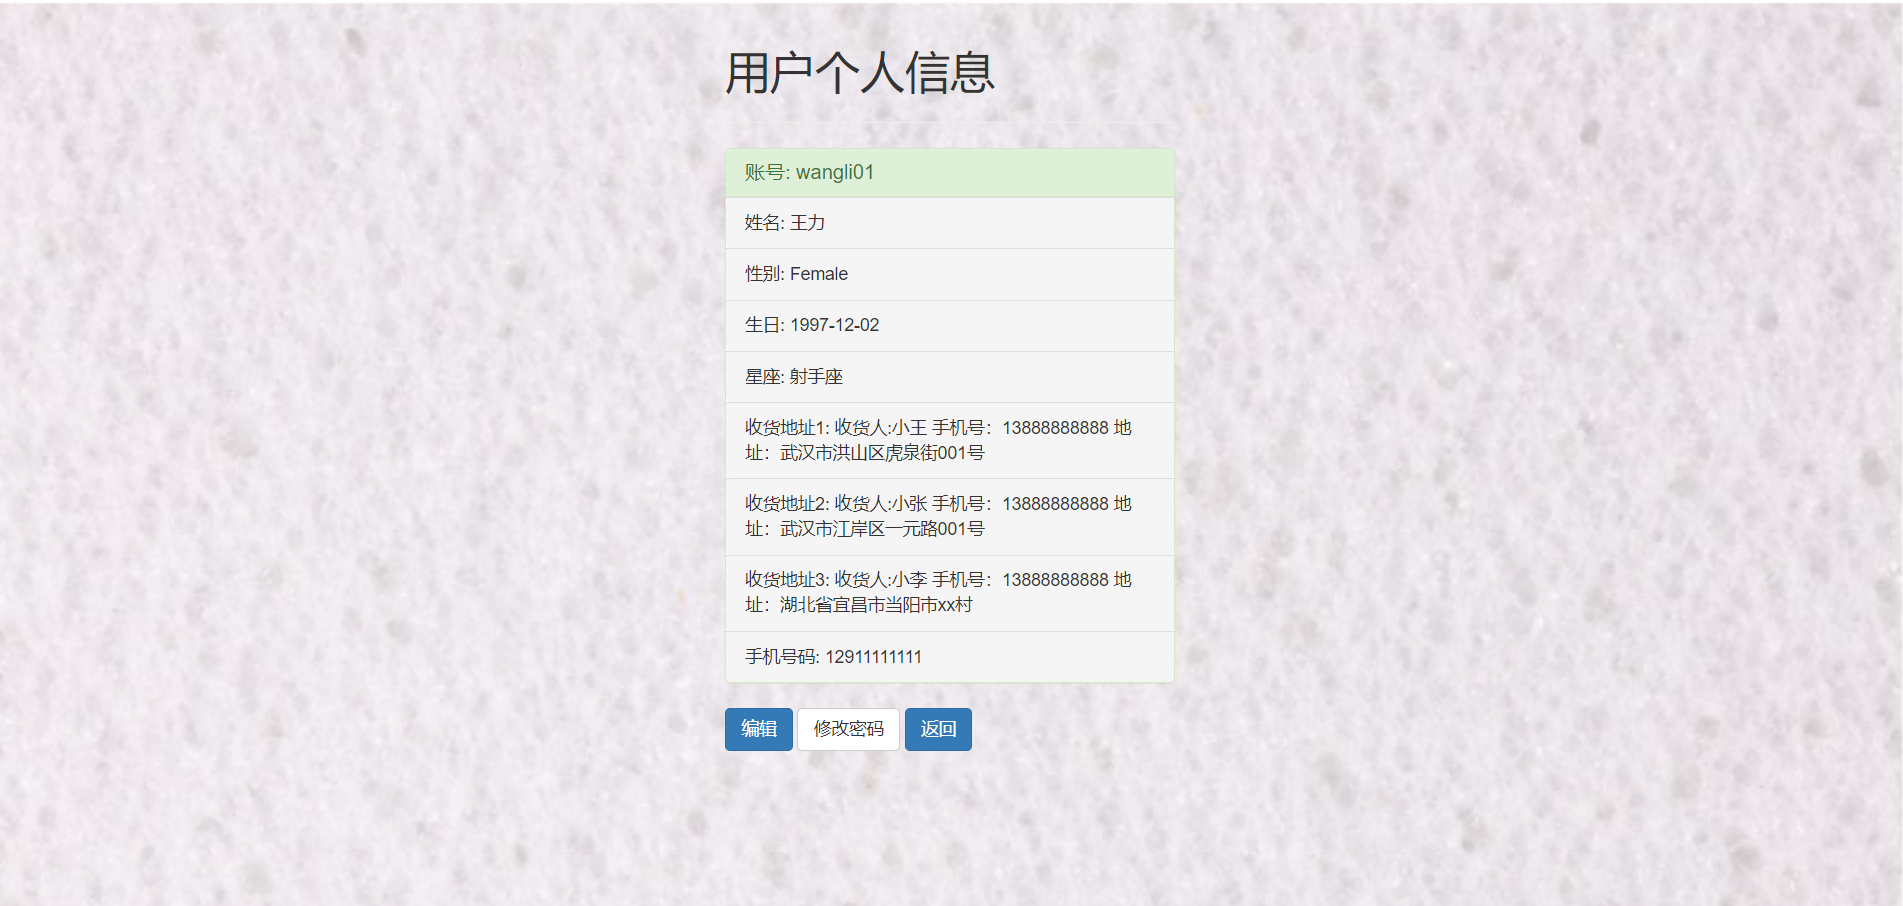 用户个人信息
账号: wangli01
姓名: 王力
性别: Female
生日: 1997-12-02
星座: 射手座
收货地址1: 收货人:小王 手机号：13888888888 地
址：武汉市洪山区虎泉街001号
收货地址2: 收货人:小张 手机号：13888888888 地
址：武汉市江岸区一元路001号
收货地址3: 收货人:小李 手机号：13888888888 地
址：湖北省宜昌市当阳市xx村
手机号码: 12911111111
编辑 修改密码 返回